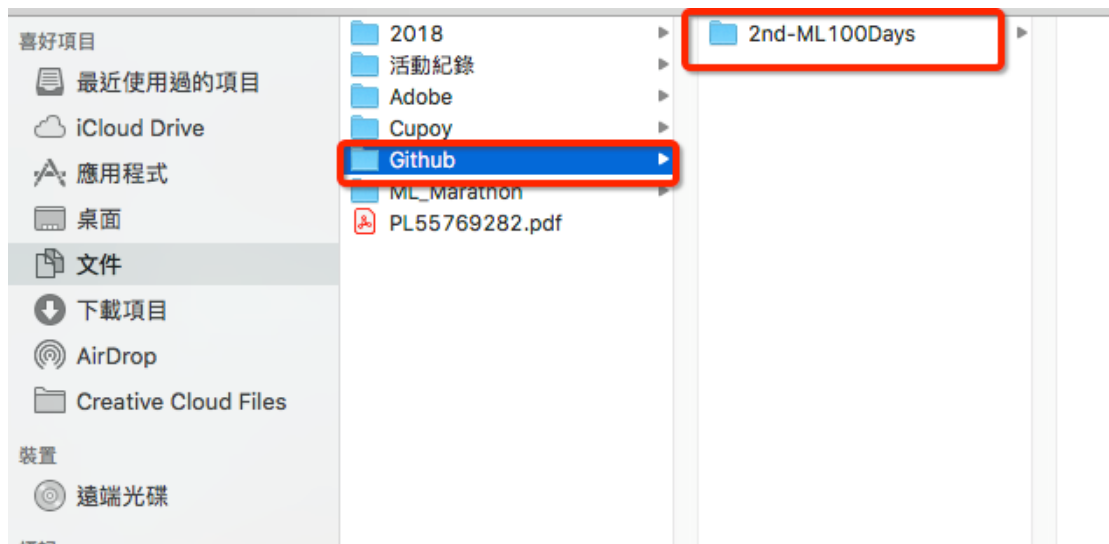 喜好項目
最近使用過的項目
iCloud Drive
應用程式
桌面
文件
下載項目
AirDrop
Creative Cloud Files
裝置
遠端光碟
2018
活動紀錄
Adobe
Cupoy
Github
ML_Marathon
PL55769282.pdf
2nd-ML100Days